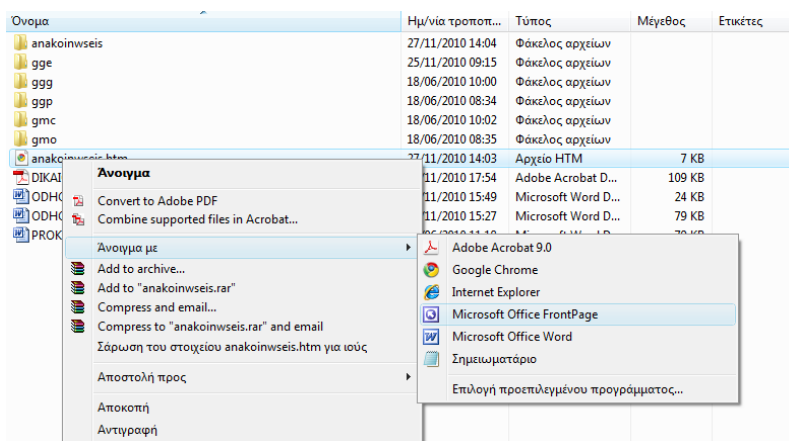 Όνομα Ημ/νία τροποπ... Τύπος Μέγεθος Ετικέτες
anakoinwseis 27/11/2010 14:04 Φάκελος αρχείων
gge 25/11/2010 09:15 Φάκελος αρχείων
ggg 18/06/2010 10:00 Φάκελος αρχείων
ggp 18/06/2010 08:34 Φάκελος αρχείων
gmc 18/06/2010 10:02 Φάκελος αρχείων
gmo 18/06/2010 08:35 Φάκελος αρχείων
anakoinwseis.htm 27/11/2010 14:03 Αρχείο HTM 7 KB
DIKAI /11/2010 17:54 Adobe Acrobat D... 109 KB
ODHG /11/2010 15:49 Microsoft Word D... 24 KB
ODHG /11/2010 15:27 Microsoft Word D... 79 KB
PROK
Άνοιγμα
Convert to Adobe PDF
Combine supported files in Acrobat...
Άνοιγμα με
Add to archive...
Add to "anakoinwseis.rar"
Compress and email...
Compress to "anakoinwseis.rar" and email
Σάρωση του στοιχείου anakoinwseis.htm για ιούς
Αποστολή προς
Αποκοπή
Αντιγραφή
Adobe Acrobat 9.0
Google Chrome
Internet Explorer
Microsoft Office FrontPage
Microsoft Office Word
Σημειωματάριο
Επιλογή προεπιλεγμένου προγράμματος...